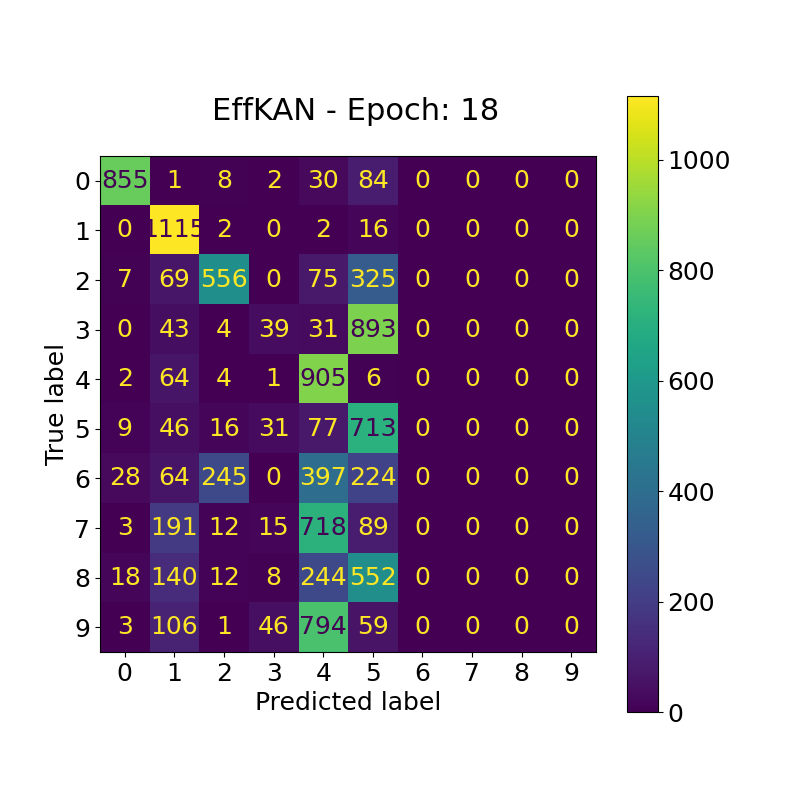 EffKAN - Epoch: 18
0 855 1 8 2 30 84 0 0 0 0
1 0 1115 2 0 2 16 0 0 0 0
2 7 69 556 0 75 325 0 0 0 0
3 0 43 4 39 31 893 0 0 0 0
4 2 64 4 1 905 6 0 0 0 0
5 9 46 16 31 77 713 0 0 0 0
6 28 64 245 0 397 224 0 0 0 0
7 3 191 12 15 718 89 0 0 0 0
8 18 140 12 8 244 552 0 0 0 0
9 3 106 1 46 794 59 0 0 0 0
0 1 2 3 4 5 6 7 8 9
Predicted label
True label
1000
800
600
400
200
0